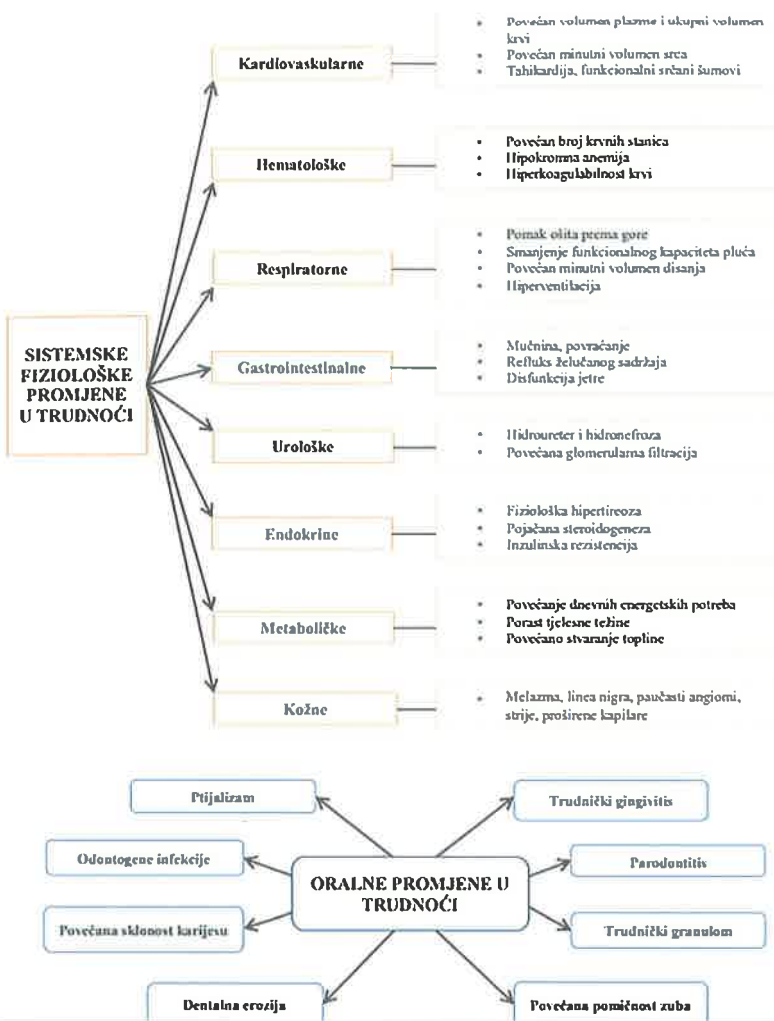 SISTEMSKE
FIZIOLOŠKE
PROMJENE
U TRUDNOĆI
Kardiovaskularne
• Povećan volumen plazme i ukupni volumen
krvi
• Povećan minutni volumen srca
• Tahikardija, funkcionalni srčani šumovi
Hematološke
• Povećan broj krvnih stanica
• Hipokromna anemija
• Hiperkoagulabilnost krvi
Respiratorne
• Pomak ošita prema gore
• Smanjenje funkcionalnog kapaciteta pluća
• Povećan minutni volumen disanja
• Hiperventilacija
Gastrointestinalne
• Mučnina, povraćanje
• Refluks želučanog sadržaja
• Disfunkcija jetre
Urološke
• Hidroureter i hidronefroza
• Povećana glomerularna filtracija
Endokrine
• Fiziološka hipertireoza
• Pojačana steroidogeneza
• Inzulinska rezistencija
Metaboličke
• Povećanje dnevnih energetskih potreba
• Porast tjelesne težine
• Povećano stvaranje topline
Kožne
• Melazma, linea nigra, paučasti angiomi,
strije, proširene kapilare
Ptijalizam
Trudnički gingivitis
Odontogene infekcije
Parodontitis
ORALNE PROMJENE U
TRUDNOĆI
Povećana sklonost karijesu
Trudnički granulom
Dentalna erozija
Povećana pomičnost zuba